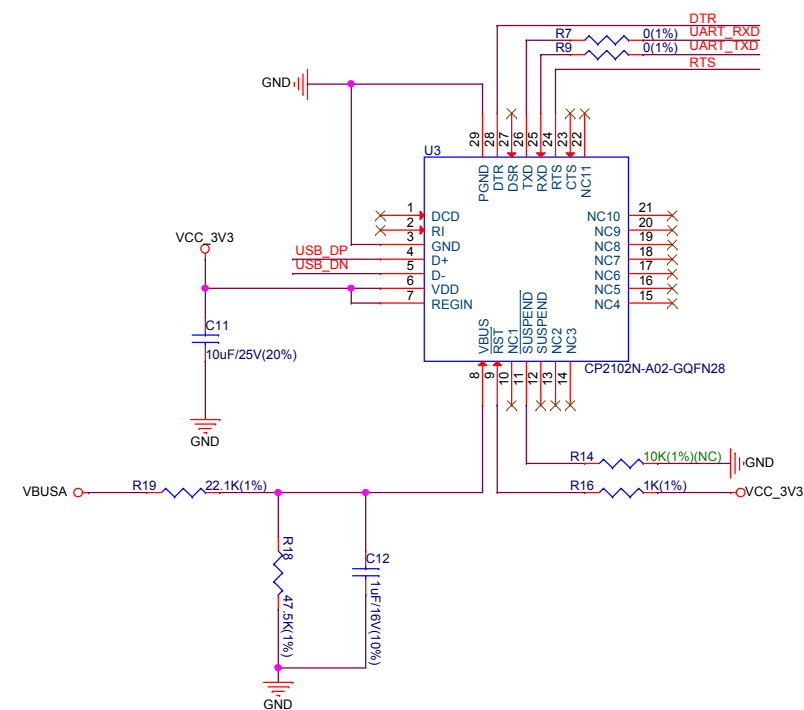 DTR
R7 0(1%) UART_RXD
R9 0(1%) UART_TXD
RTS
GND
29 28 27 26 25 24 23 22
U3
PGND DTR DSR TXD RXD RTS CTS NC11
1 DCD NC10 21
2 RI NC9 20
3 GND NC8 19
VCC_3V3
USB_DP 4 D+ NC7 18
USB_DN 5 D- NC6 17
6 VDD NC5 16
7 REGIN NC4 15
C11
10uF/25V(20%)
VBUS RST NC1 SUSPEND SUSPEND NC2 NC3
CP2102N-A02-GQFN28
8 9 10 11 12 13 14
GND
R14 10K(1%)(NC) GND
VBUSA R19 22.1K(1%)
R16 1K(1%) VCC_3V3
R18
47.5K(1%)
C12
1uF/16V(10%)
GND